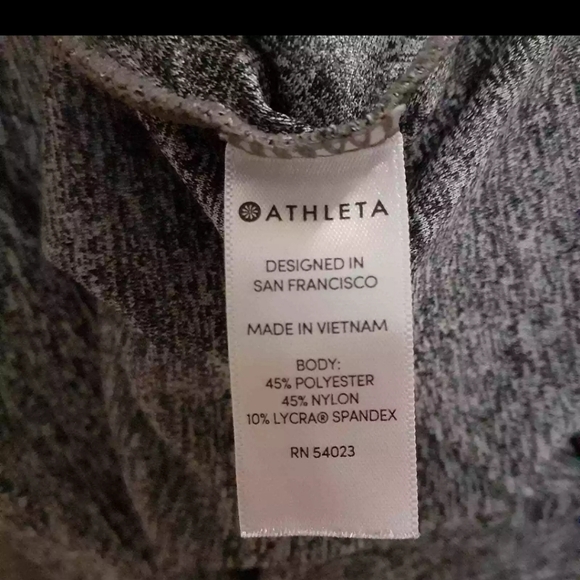 ATHLETA
DESIGNED IN
SAN FRANCISCO
MADE IN VIETNAM
BODY:
45% POLYESTER
45% NYLON
10% LYCRA® SPANDEX
RN 54023